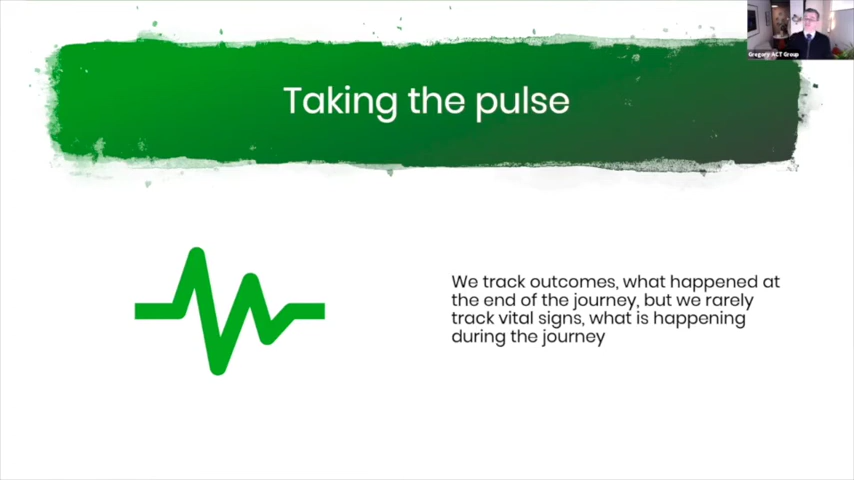 Gregory ACT Group
Taking the pulse
We track outcomes, what happened at
the end of the journey, but we rarely
track vital signs, what is happening
during the journey